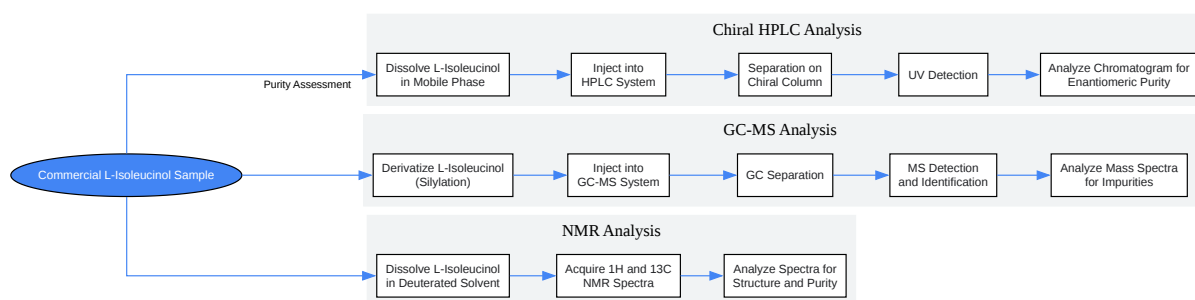 Chiral HPLC Analysis
Dissolve L-Isoleucinol
in Mobile Phase
Inject into
HPLC System
Separation on
Chiral Column
UV Detection
Analyze Chromatogram for
Enantiomeric Purity
Purity Assessment
GC-MS Analysis
Commercial L-Isoleucinol Sample
Derivatize L-Isoleucinol
(Silylation)
Inject into
GC-MS System
GC Separation
MS Detection
and Identification
Analyze Mass Spectra
for Impurities
NMR Analysis
Dissolve L-Isoleucinol
in Deuterated Solvent
Acquire 1H and 13C
NMR Spectra
Analyze Spectra for
Structure and Purity